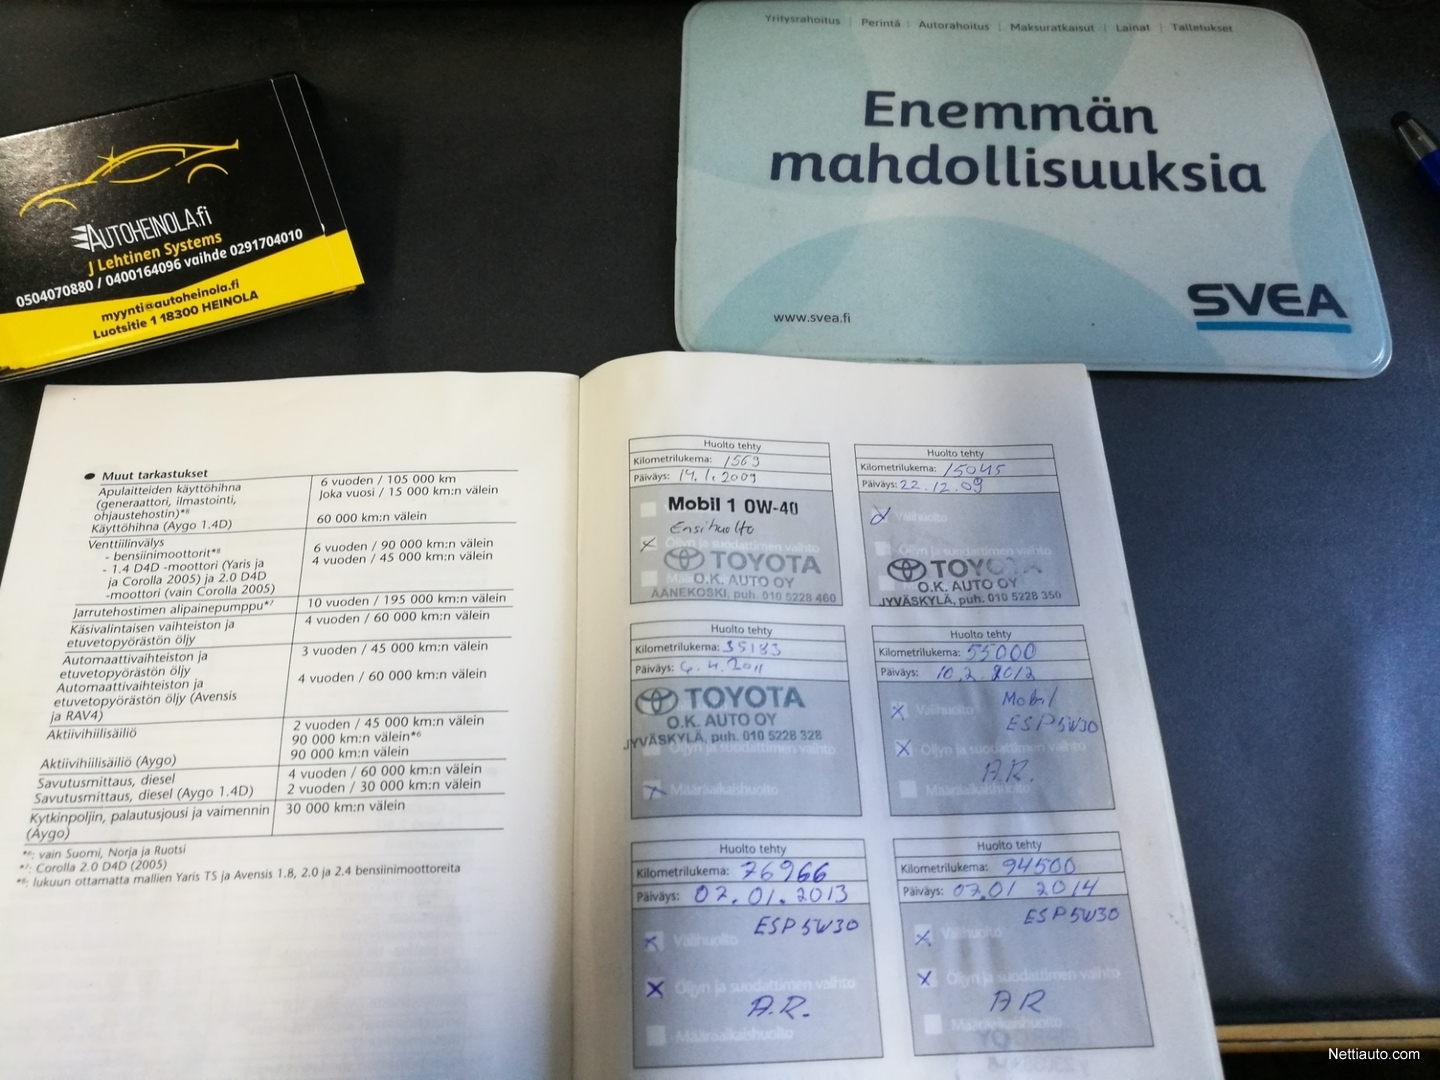 Yritysrahoitus | Perintä | Autorahoitus | Maksuratkaisut | Lainat | Talletukset
Enemmän
mahdollisuuksia
www.svea.fi
SVEA
AUTOHEINOLA.fi
J Lehtinen Systems
0504070880 / 0400164096 vaihde 0291704010
myynti@autoheinola.fi
Luotsitie 1 18300 HEINOLA
● Muut tarkastukset
Apulaitteiden käyttöhihna 6 vuoden / 105 000 km
(generaattori, ilmastointi, Joka vuosi / 15 000 km:n välein
ohjaustehostin)*⁸
Käyttöhihna (Aygo 1.4D) 60 000 km:n välein
Venttiilinvälys
- bensiinimoottorit*⁸ 6 vuoden / 90 000 km:n välein
- 1.4 D4D -moottori (Yaris ja 4 vuoden / 45 000 km:n välein
ja Corolla 2005) ja 2.0 D4D
-moottori (vain Corolla 2005)
Jarrutehostimen alipainepumppu*⁷ 10 vuoden / 195 000 km:n välein
Käsivalintaisen vaihteiston ja 4 vuoden / 60 000 km:n välein
etuvetopyörästön öljy
Automaattivaihteiston ja 3 vuoden / 45 000 km:n välein
etuvetopyörästön öljy
Automaattivaihteiston ja 4 vuoden / 60 000 km:n välein
etuvetopyörästön öljy (Avensis
ja RAV4)
Aktiivihiilisäiliö 2 vuoden / 45 000 km:n välein
90 000 km:n välein*⁶
Aktiivihiilisäiliö (Aygo) 90 000 km:n välein
Savutusmittaus, diesel 4 vuoden / 60 000 km:n välein
Savutusmittaus, diesel (Aygo 1.4D) 2 vuoden / 30 000 km:n välein
Kytkinpoljin, palautusjousi ja vaimennin 30 000 km:n välein
(Aygo)
*⁶: vain Suomi, Norja ja Ruotsi
*⁷: Corolla 2.0 D4D (2005)
*⁸: lukuun ottamatta mallien Yaris TS ja Avensis 1.8, 2.0 ja 2.4 bensiinimoottoreita
Huolto tehty
Kilometrilukema: 1569
Päiväys: 14.1.2009
Mobil 1 0W-40
Ensihuolto
Öljyn ja suodattimen vaihto
TOYOTA
O.K. AUTO OY
ÄÄNEKOSKI, puh. 010 5228 460
Huolto tehty
Kilometrilukema: 15045
Päiväys: 22.12.09
Välihuolto
Öljyn ja suodattimen vaihto
TOYOTA
O.K. AUTO OY
JYVÄSKYLÄ, puh. 010 5228 350
Huolto tehty
Kilometrilukema: 35133
Päiväys: 6.4.2011
TOYOTA
O.K. AUTO OY
JYVÄSKYLÄ, puh. 010 5228 328
Öljyn ja suodattimen vaihto
Määräaikaishuolto
Huolto tehty
Kilometrilukema: 55000
Päiväys: 10.2.2012
Mobil
Välihuolto
ESP 5W30
Öljyn ja suodattimen vaihto
A.R.
Määräaikaishuolto
Huolto tehty
Kilometrilukema: 76966
Päiväys: 02.01.2013
ESP 5W30
Välihuolto
Öljyn ja suodattimen vaihto
A.R.
Määräaikaishuolto
Huolto tehty
Kilometrilukema: 94500
Päiväys: 07.01 2014
ESP 5W30
Välihuolto
Öljyn ja suodattimen vaihto
AR
Määräaikaishuolto
Nettiauto.com